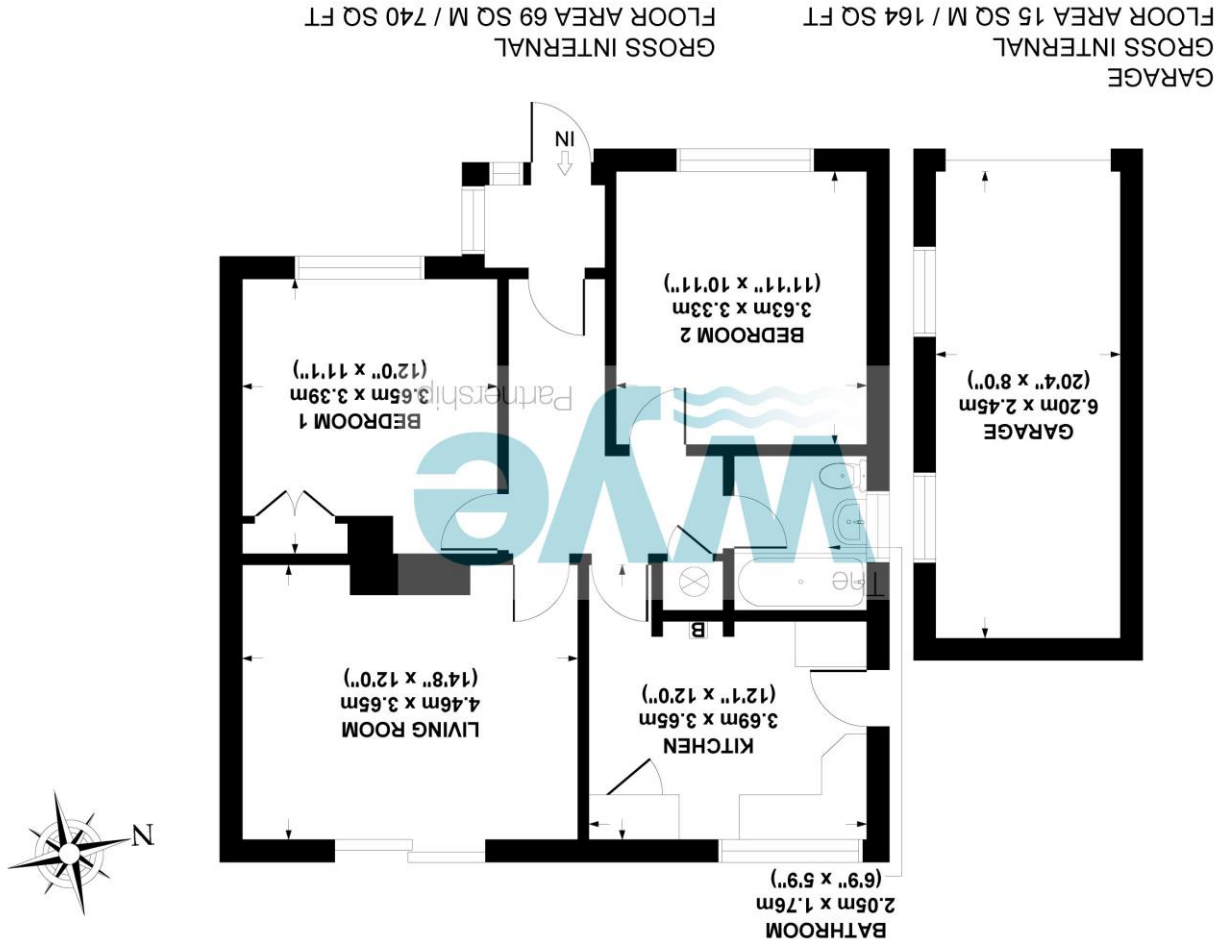 BATHROOM
2.05m x 1.76m
(6'9" x 5'9")
N
KITCHEN
3.69m x 3.65m
(12'1" x 12'0")
LIVING ROOM
4.46m x 3.65m
(14'8" x 12'0")
B
The
wye
Partnership
GARAGE
6.20m x 2.45m
(20'4" x 8'0")
BEDROOM 1
3.65m x 3.39m
(12'0" x 11'1")
BEDROOM 2
3.63m x 3.33m
(11'11" x 10'11")
IN
GARAGE
GROSS INTERNAL
FLOOR AREA 15 SQ M / 164 SQ FT
GROSS INTERNAL
FLOOR AREA 69 SQ M / 740 SQ FT